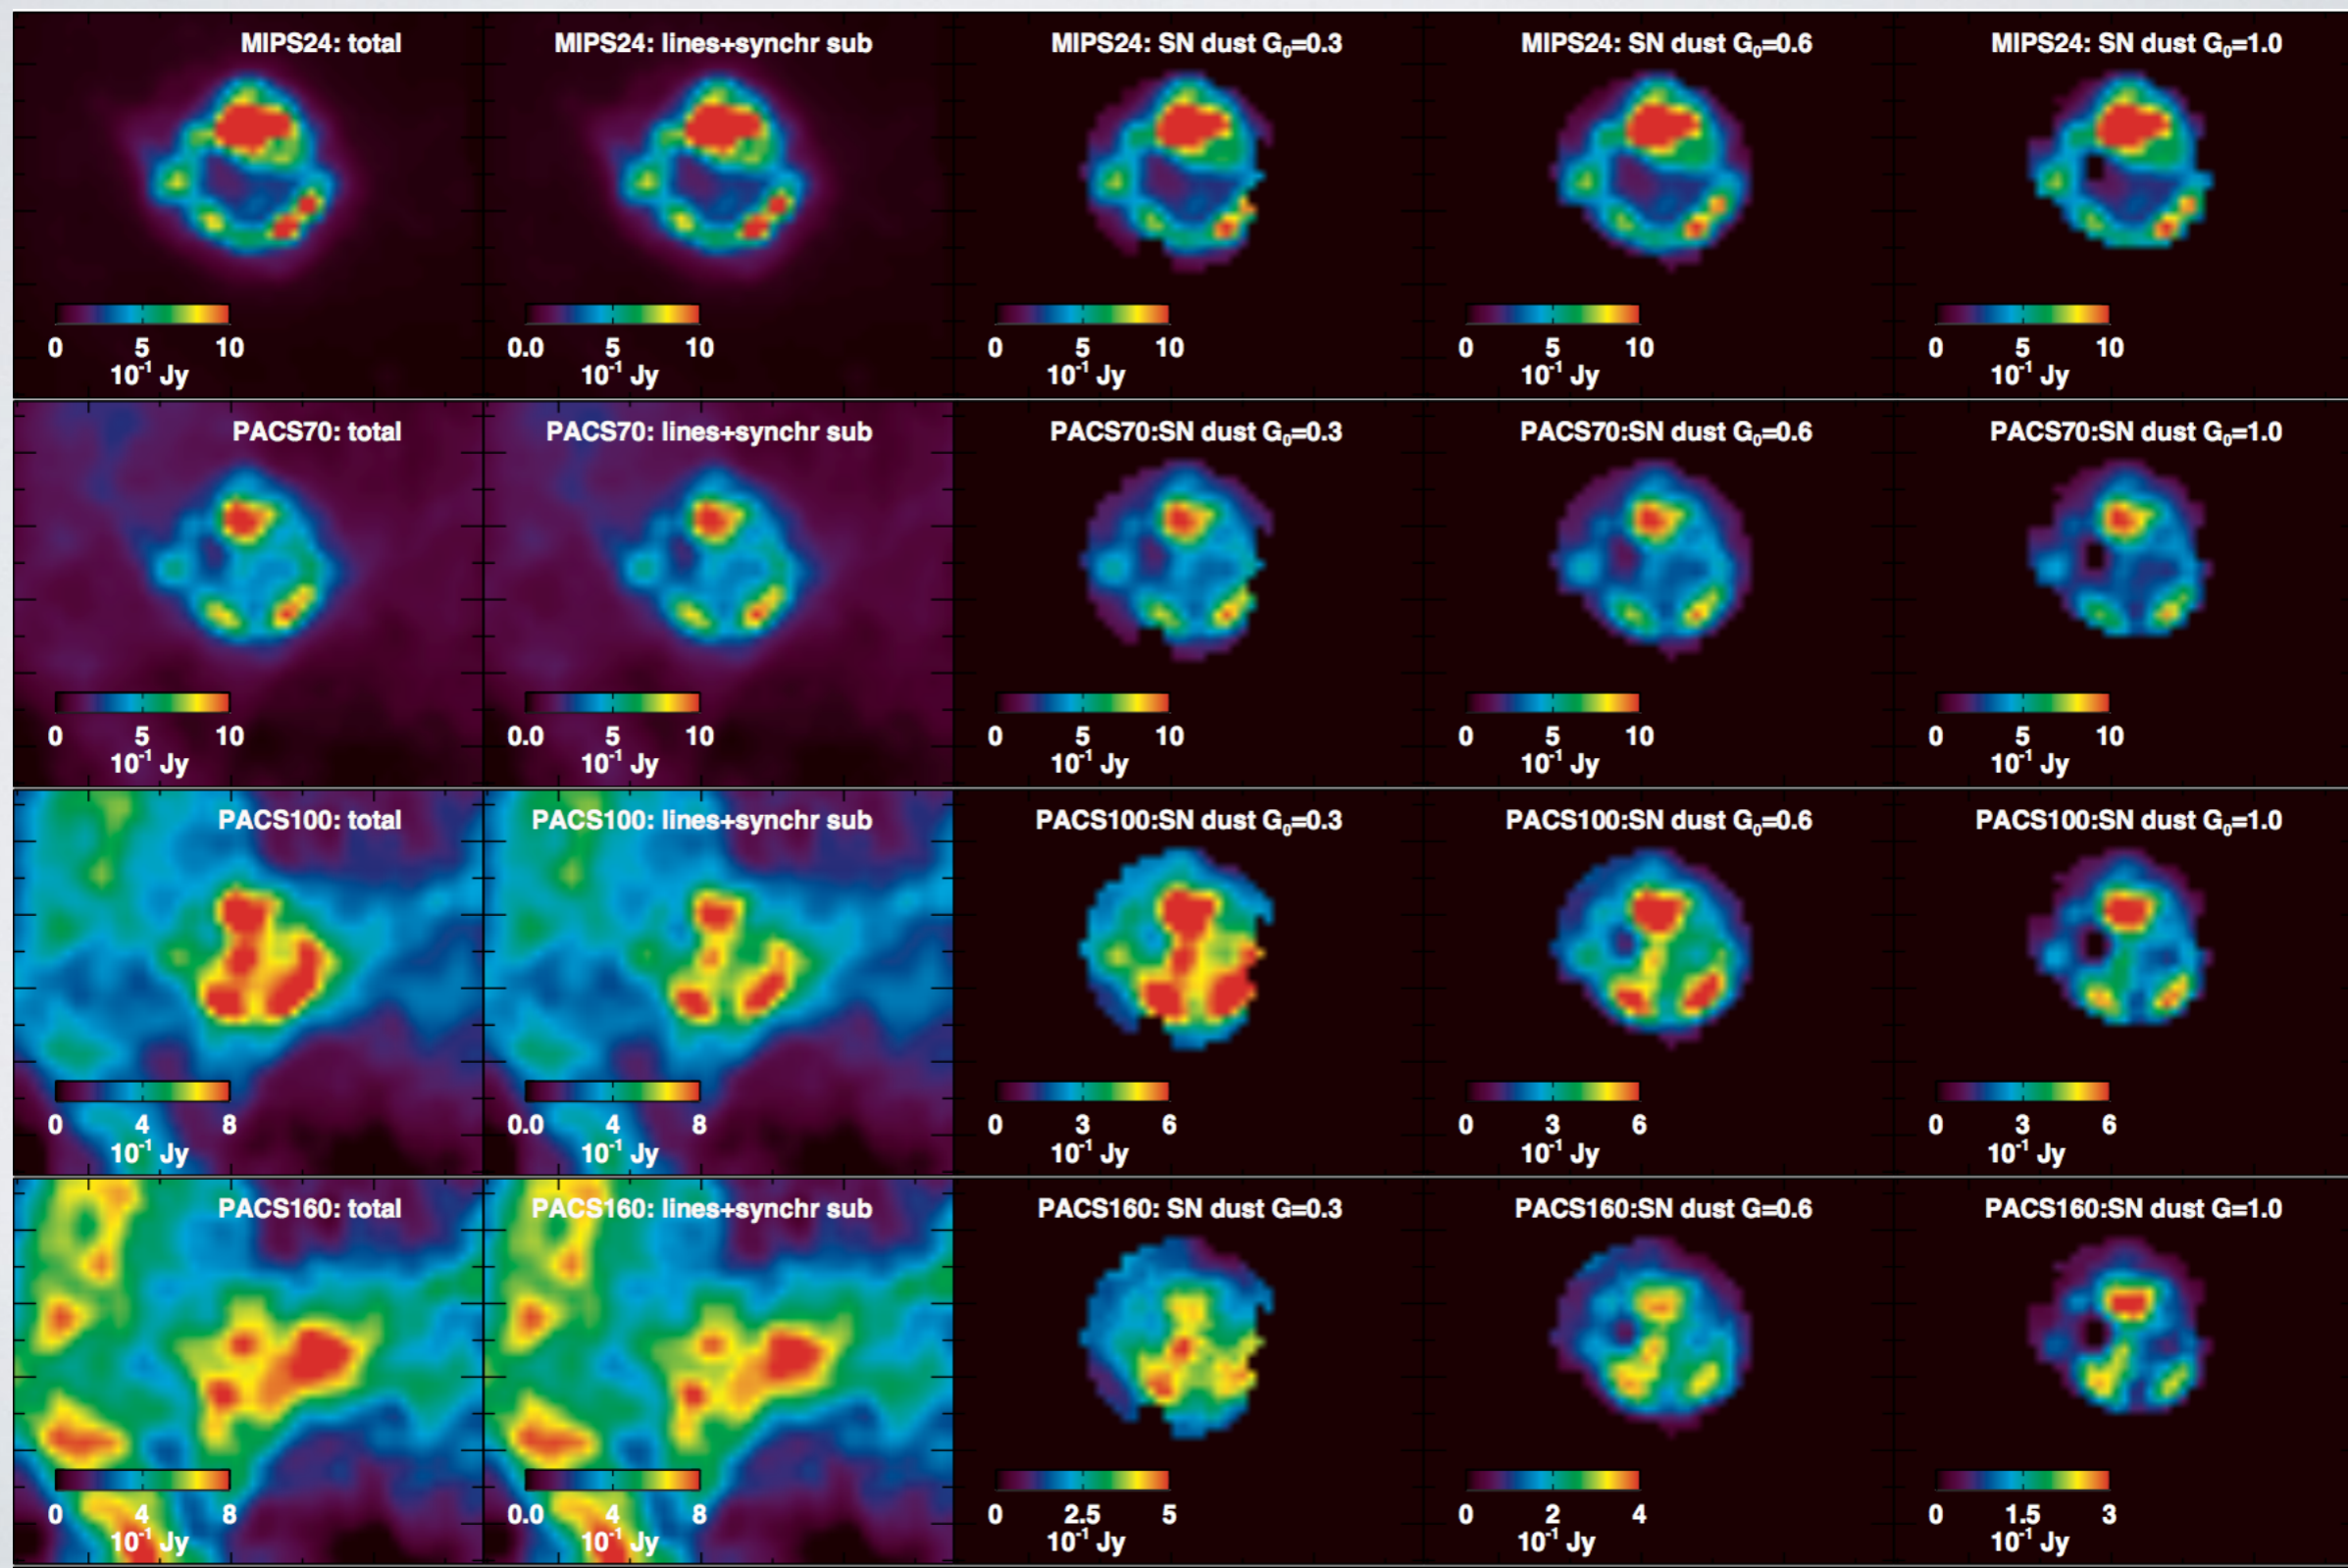 MIPS24: total
0 5 10
10⁻¹ Jy
MIPS24: lines+synchr sub
0.0 5 10
10⁻¹ Jy
MIPS24: SN dust G₀=0.3
0 5 10
10⁻¹ Jy
MIPS24: SN dust G₀=0.6
0 5 10
10⁻¹ Jy
MIPS24: SN dust G₀=1.0
0 5 10
10⁻¹ Jy
PACS70: total
0 5 10
10⁻¹ Jy
PACS70: lines+synchr sub
0.0 5 10
10⁻¹ Jy
PACS70:SN dust G₀=0.3
0 5 10
10⁻¹ Jy
PACS70:SN dust G₀=0.6
0 5 10
10⁻¹ Jy
PACS70:SN dust G₀=1.0
0 5 10
10⁻¹ Jy
PACS100: total
0 4 8
10⁻¹ Jy
PACS100: lines+synchr sub
0.0 4 8
10⁻¹ Jy
PACS100:SN dust G₀=0.3
0 3 6
10⁻¹ Jy
PACS100:SN dust G₀=0.6
0 3 6
10⁻¹ Jy
PACS100:SN dust G₀=1.0
0 3 6
10⁻¹ Jy
PACS160: total
0 4 8
10⁻¹ Jy
PACS160: lines+synchr sub
0.0 4 8
10⁻¹ Jy
PACS160: SN dust G=0.3
0 2.5 5
10⁻¹ Jy
PACS160:SN dust G=0.6
0 2 4
10⁻¹ Jy
PACS160:SN dust G=1.0
0 1.5 3
10⁻¹ Jy